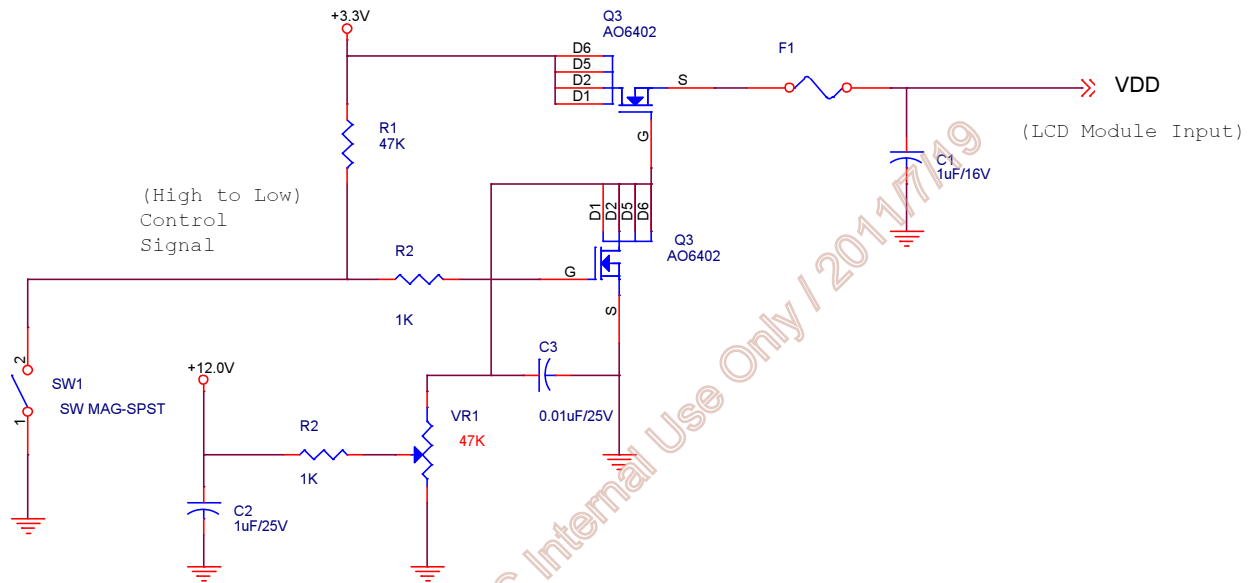 +3.3V
Q3
AO6402
D6
D5
D2
D1
S
G
F1
VDD
(LCD Module Input)
R1
47K
C1
1uF/16V
(High to Low)
Control
Signal
D1
D2
D5
D6
Q3
AO6402
R2
1K
G
S
2
1
SW1
SW MAG-SPST
+12.0V
C3
0.01uF/25V
VR1
47K
R2
1K
C2
1uF/25V
Internal Use Only / 2011/7/19